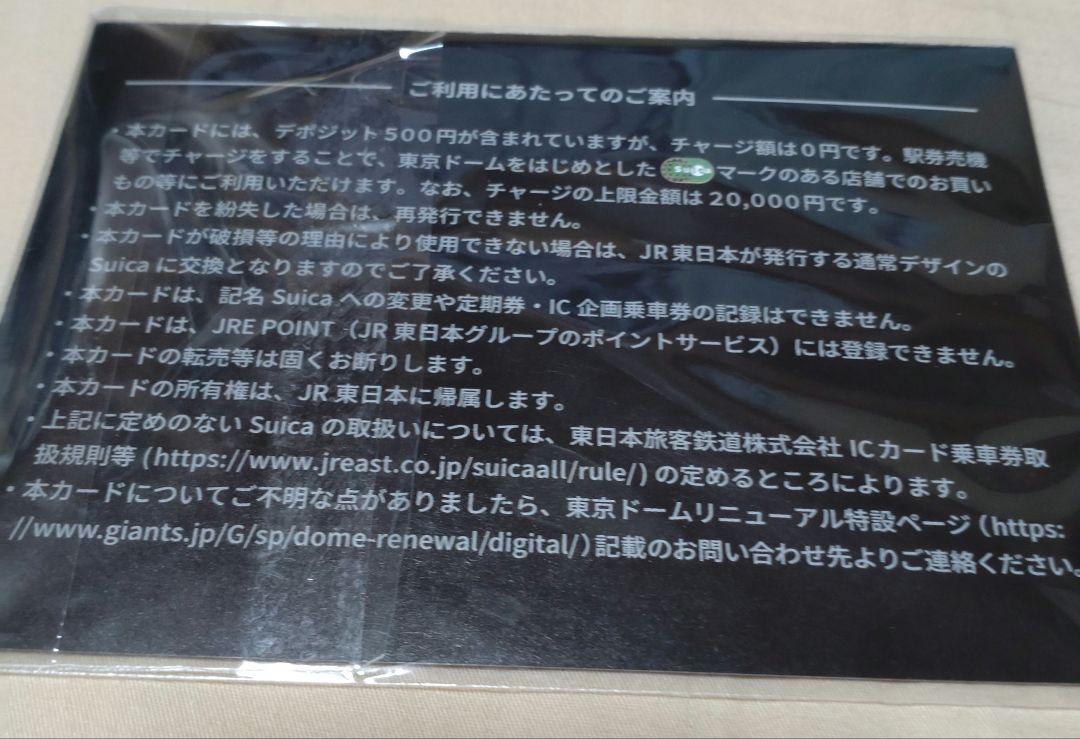 ご利用にあたってのご案内
・本カードには、デポジット500円が含まれていますが、チャージ額は0円です。駅券売機
等でチャージをすることで、東京ドームをはじめとした Suica マークのある店舗でのお買い
もの等にご利用いただけます。なお、チャージの上限金額は20,000円です。
・本カードを紛失した場合は、再発行できません。
・本カードが破損等の理由により使用できない場合は、JR東日本が発行する通常デザインの
Suicaに交換となりますのでご了承ください。
・本カードは、記名Suicaへの変更や定期券・IC企画乗車券の記録はできません。
・本カードは、JRE POINT（JR東日本グループのポイントサービス）には登録できません。
・本カードの転売等は固くお断りします。
・本カードの所有権は、JR東日本に帰属します。
・上記に定めのないSuicaの取扱いについては、東日本旅客鉄道株式会社ICカード乗車券取
扱規則等(https://www.jreast.co.jp/suicaall/rule/)の定めるところによります。
・本カードについてご不明な点がありましたら、東京ドームリニューアル特設ページ（https:
//www.giants.jp/G/sp/dome-renewal/digital/）記載のお問い合わせ先よりご連絡ください。